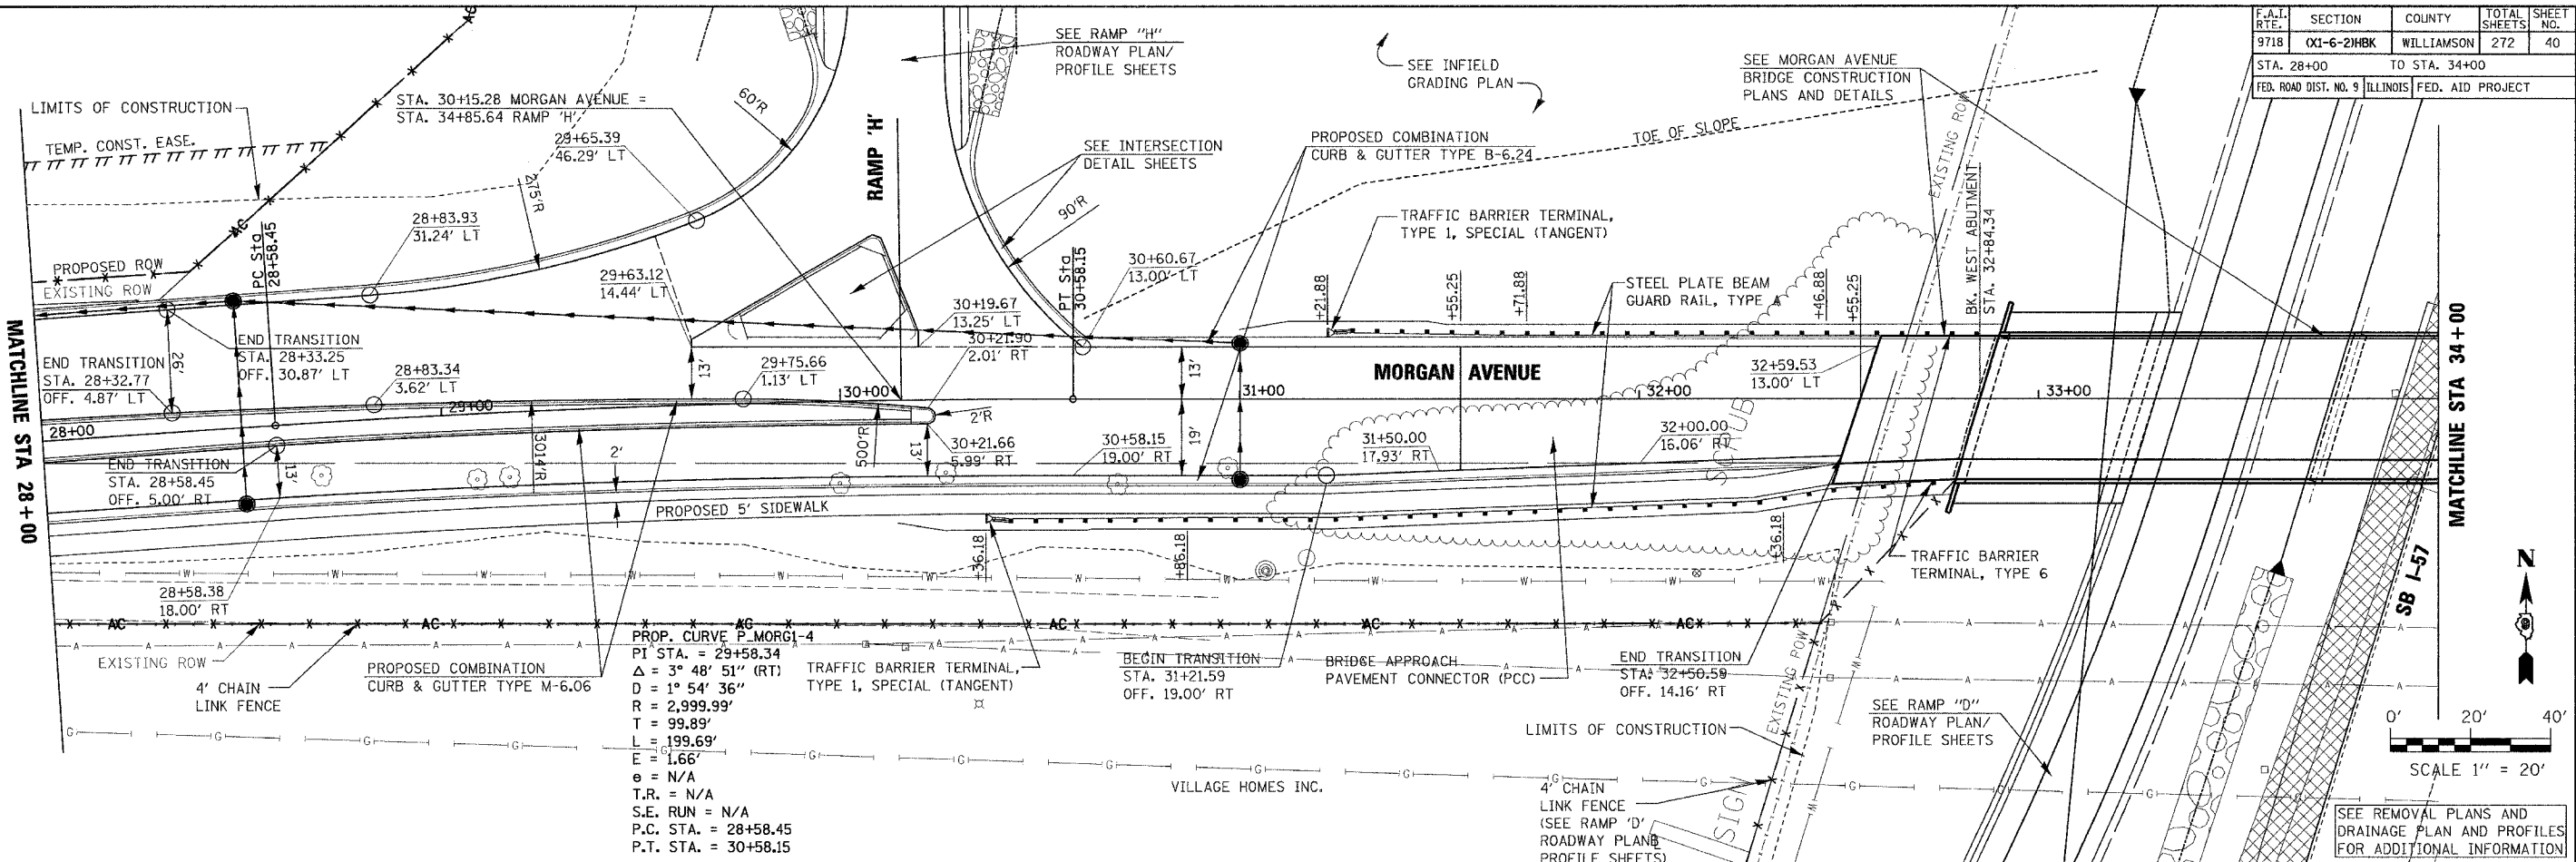 F.A.I. RTE. SECTION COUNTY TOTAL SHEETS SHEET NO.
9718 (X1-6-2)HBK WILLIAMSON 272 40
STA. 28+00 TO STA. 34+00
FED. ROAD DIST. NO. 9 ILLINOIS FED. AID PROJECT
LIMITS OF CONSTRUCTION
TEMP. CONST. EASE.
STA. 30+15.28 MORGAN AVENUE =
STA. 34+85.64 RAMP 'H'
29+65.39
46.29' LT
60'R
SEE RAMP "H"
ROADWAY PLAN/
PROFILE SHEETS
SEE INFIELD
GRADING PLAN
SEE MORGAN AVENUE
BRIDGE CONSTRUCTION
PLANS AND DETAILS
EXISTING ROW
TOE OF SLOPE
PROPOSED COMBINATION
CURB & GUTTER TYPE B-6.24
SEE INTERSECTION
DETAIL SHEETS
RAMP 'H'
275'R
90'R
28+83.93
31.24' LT
AC
AC
PC Sta
28+58.45
PROPOSED ROW
EXISTING ROW
29+63.12
14.44' LT
30+19.67
13.25' LT
PT Sta
30+58.15
30+60.67
13.00' LT
TRAFFIC BARRIER TERMINAL,
TYPE 1, SPECIAL (TANGENT)
+21.88
+55.25
+71.88
STEEL PLATE BEAM
GUARD RAIL, TYPE A
+46.88
+55.25
BK. WEST ABUTMENT
STA. 32+84.34
MATCHLINE STA 28+00
MATCHLINE STA 34+00
END TRANSITION
STA. 28+33.25
OFF. 30.87' LT
END TRANSITION
STA. 28+32.77
OFF. 4.87' LT
26'
28+83.34
3.62' LT
13'
29+75.66
1.13' LT
30+21.90
2.01' RT
13'
MORGAN AVENUE
32+59.53
13.00' LT
28+00
29+00
30+00
31+00
32+00
33+00
2'R
3014'R
500'R
13'
19'
30+21.66
5.99' RT
30+58.15
19.00' RT
31+50.00
17.93' RT
32+00.00
16.06' RT
SCRUB
END TRANSITION
STA. 28+58.45
OFF. 5.00' RT
13'
2'
PROPOSED 5' SIDEWALK
+36.18
+86.18
+36.18
TRAFFIC BARRIER
TERMINAL, TYPE 6
28+58.38
18.00' RT
W W W W W W W W W W W W
AC AC AC AC AC AC
A A A A A A A A
EXISTING ROW
4' CHAIN
LINK FENCE
PROPOSED COMBINATION
CURB & GUTTER TYPE M-6.06
PROP. CURVE P_MORG1-4
PI STA. = 29+58.34
Δ = 3° 48' 51" (RT)
D = 1° 54' 36"
R = 2,999.99'
T = 99.89'
L = 199.69'
E = 1.66'
e = N/A
T.R. = N/A
S.E. RUN = N/A
P.C. STA. = 28+58.45
P.T. STA. = 30+58.15
TRAFFIC BARRIER TERMINAL,
TYPE 1, SPECIAL (TANGENT)
BEGIN TRANSITION
STA. 31+21.59
OFF. 19.00' RT
BRIDGE APPROACH
PAVEMENT CONNECTOR (PCC)
END TRANSITION
STA. 32+50.59
OFF. 14.16' RT
EXISTING ROW
LIMITS OF CONSTRUCTION
SEE RAMP "D"
ROADWAY PLAN/
PROFILE SHEETS
G G G G G G G G G G G
VILLAGE HOMES INC.
4' CHAIN
LINK FENCE
(SEE RAMP 'D'
ROADWAY PLAN&
PROFILE SHEETS)
SIGN
SB I-57
N
0' 20' 40'
SCALE 1" = 20'
SEE REMOVAL PLANS AND
DRAINAGE PLAN AND PROFILES
FOR ADDITIONAL INFORMATION